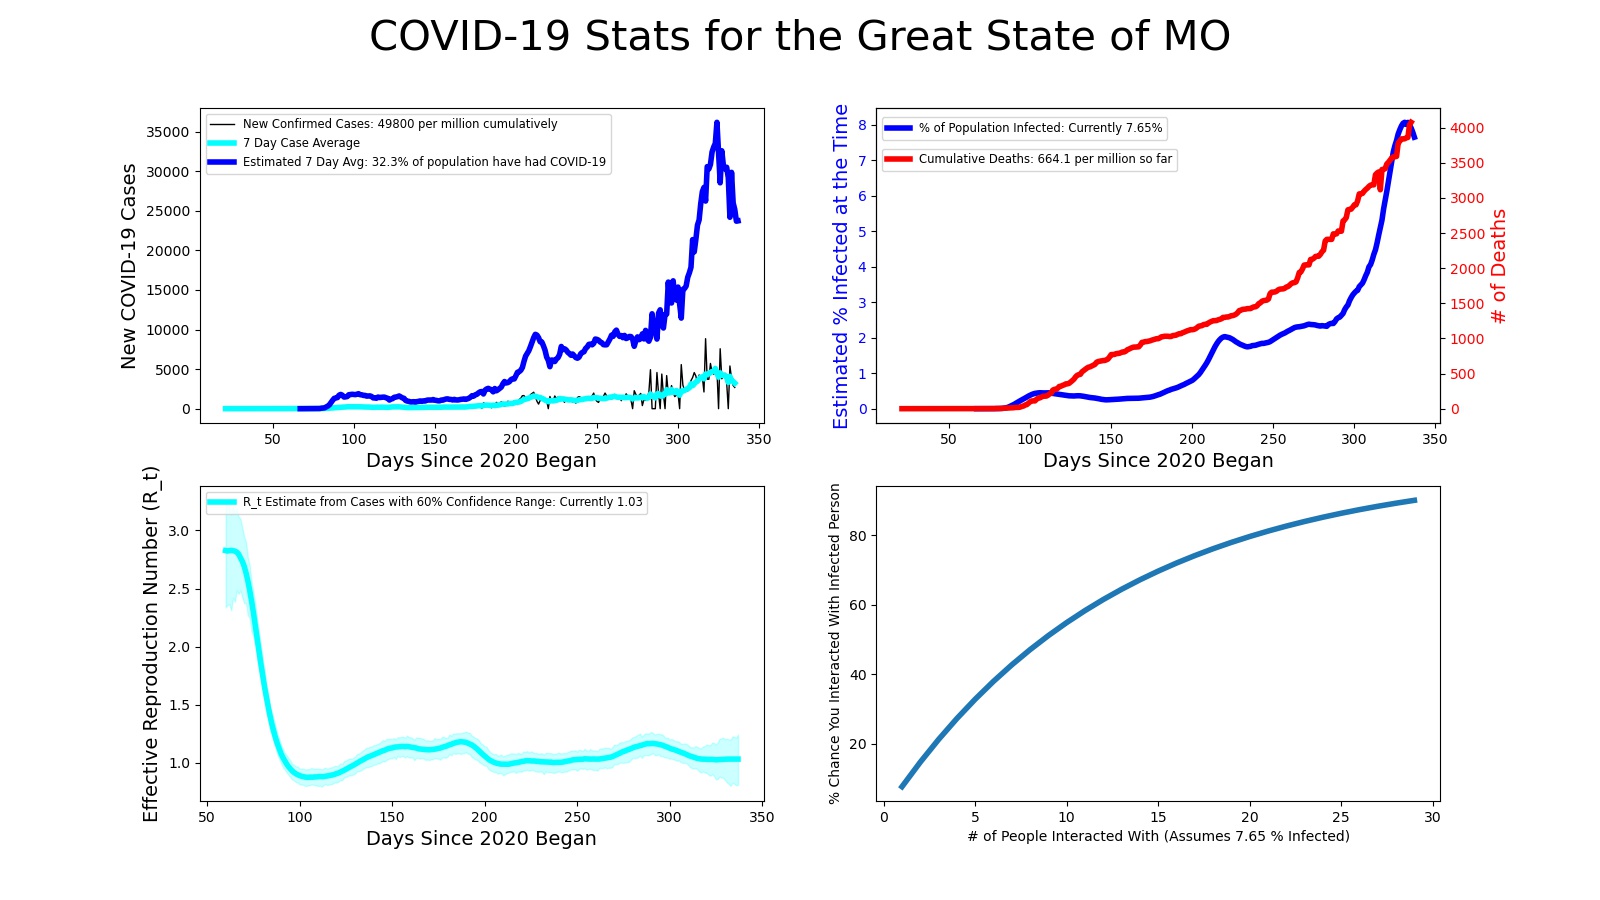 COVID-19 Stats for the Great State of MO
New COVID-19 Cases
35000
30000
25000
20000
15000
10000
5000
0
New Confirmed Cases: 49800 per million cumulatively
7 Day Case Average
Estimated 7 Day Avg: 32.3% of population have had COVID-19
50 100 150 200 250 300 350
Days Since 2020 Began
Estimated % Infected at the Time
8
7
6
5
4
3
2
1
0
% of Population Infected: Currently 7.65%
Cumulative Deaths: 664.1 per million so far
4000
3500
3000
2500
2000
1500
1000
500
0
# of Deaths
50 100 150 200 250 300 350
Days Since 2020 Began
Effective Reproduction Number (R_t)
3.0
2.5
2.0
1.5
1.0
R_t Estimate from Cases with 60% Confidence Range: Currently 1.03
50 100 150 200 250 300 350
Days Since 2020 Began
% Chance You Interacted With Infected Person
80
60
40
20
0 5 10 15 20 25 30
# of People Interacted With (Assumes 7.65 % Infected)